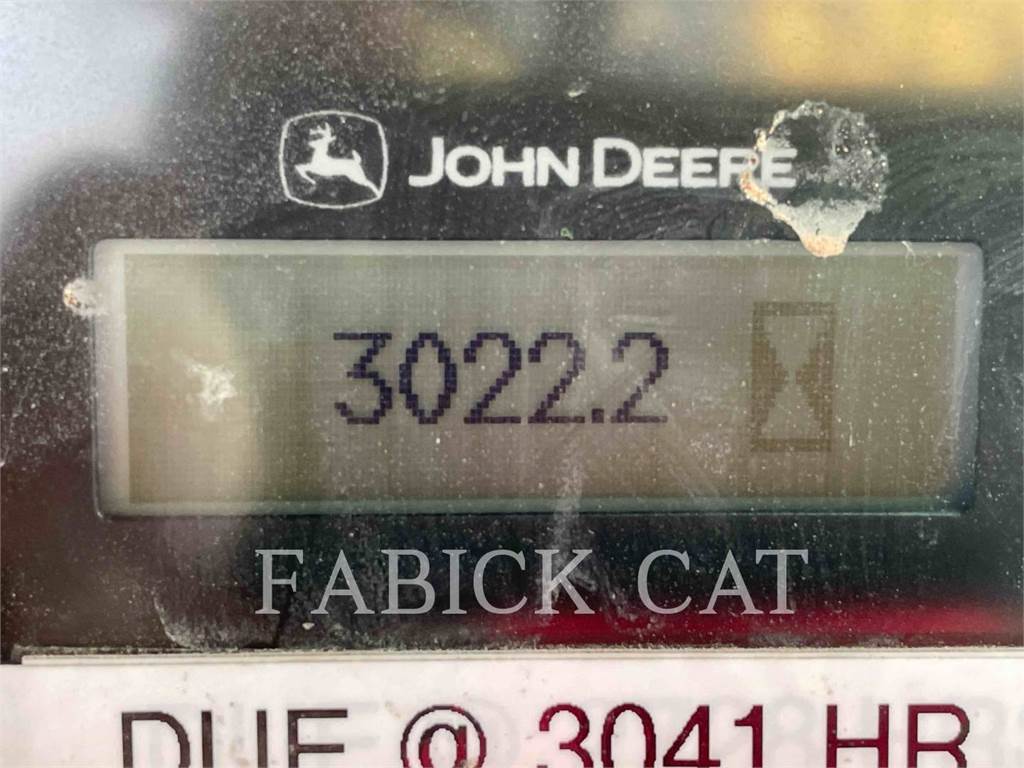 JOHN DEERE
3022.2
FABICK CAT
DUE @ 3041 HR